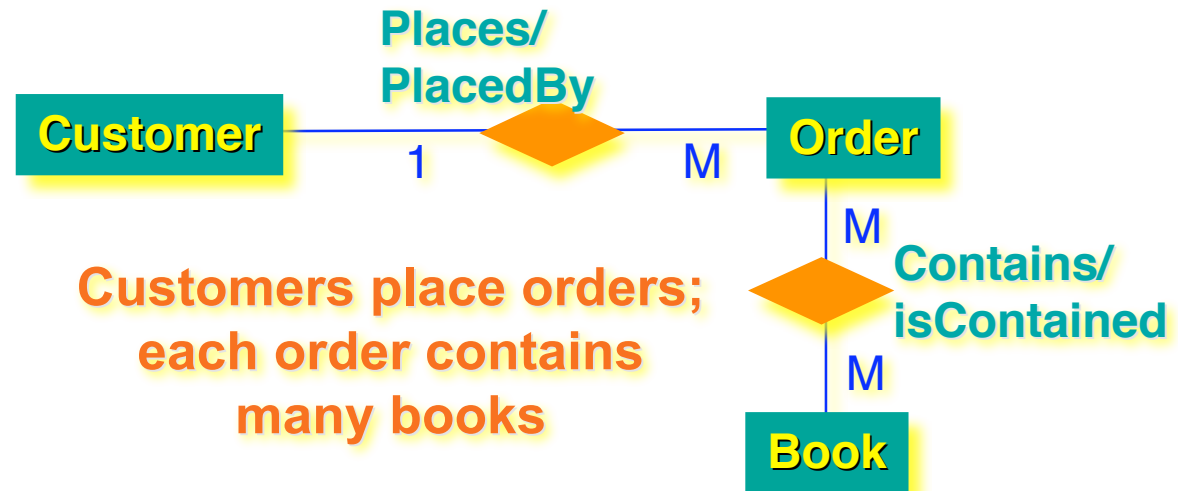 Places/
PlacedBy
Customer
1
M
Order
M
Contains/
isContained
Customers place orders;
each order contains
many books
M
Book